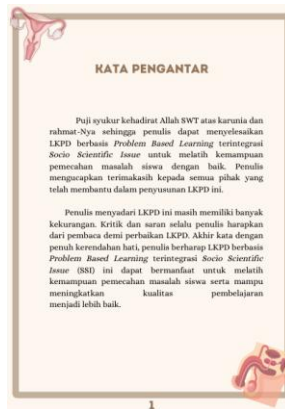 KATA PENGANTAR
Puji syukur kehadirat Allah SWT atas karunia dan
rahmat-Nya sehingga penulis dapat menyelesaikan
LKPD berbasis Problem Based Learning terintegrasi
Socio Scientific Issue untuk melatih kemampuan
pemecahan masalah siswa dengan baik. Penulis
mengucapkan terimakasih kepada semua pihak yang
telah membantu dalam penyusunan LKPD ini.
Penulis menyadari LKPD ini masih memiliki banyak
kekurangan. Kritik dan saran selalu penulis harapkan
dari pembaca demi perbaikan LKPD. Akhir kata dengan
penuh kerendahan hati, penulis berharap LKPD berbasis
Problem Based Learning terintegrasi Socio Scientific
Issue (SSI) ini dapat bermanfaat untuk melatih
kemampuan pemecahan masalah siswa serta mampu
meningkatkan kualitas pembelajaran
menjadi lebih baik.
1